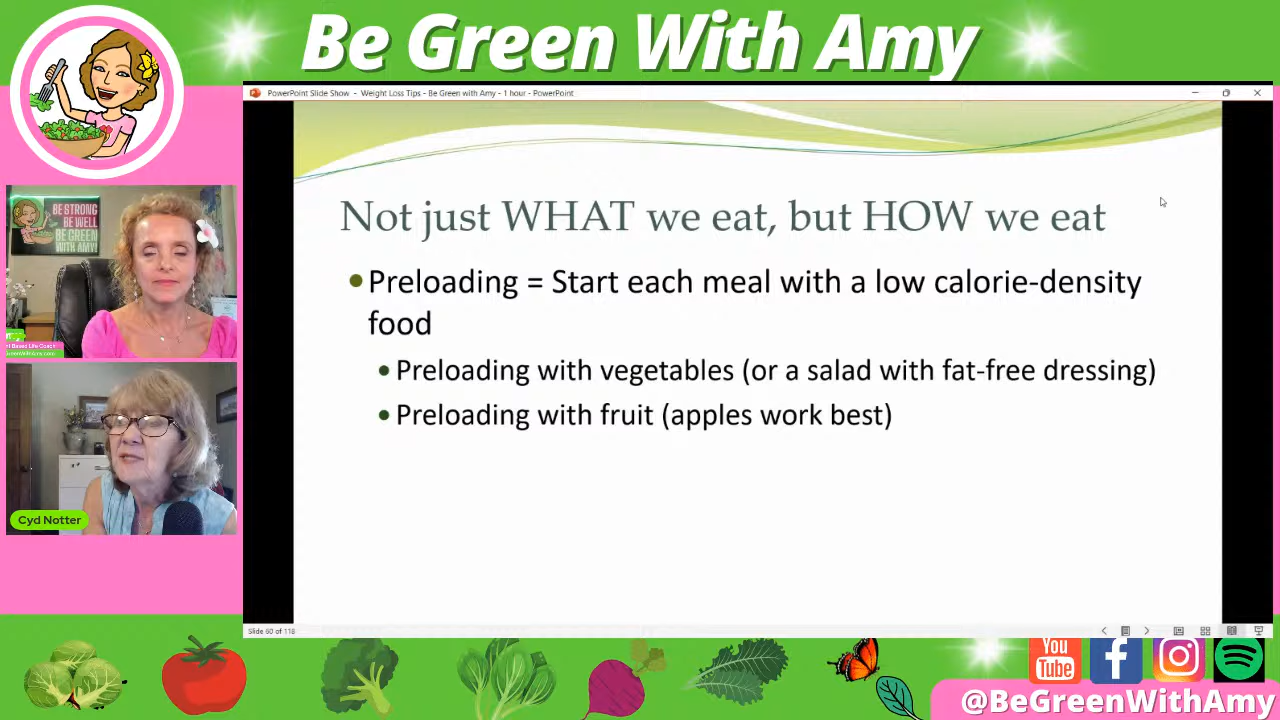 Be Green With Amy
PowerPoint Slide Show - Weight Loss Tips - Be Green with Amy - 1 hour - PowerPoint
Not just WHAT we eat, but HOW we eat
•Preloading = Start each meal with a low calorie-density
food
•Preloading with vegetables (or a salad with fat-free dressing)
•Preloading with fruit (apples work best)
BE STRONG
BE WELL
BE GREEN
WITH AMY!
Based Life Coach
Cyd Notter
Slide 60 of 118
You
Tube
@BeGreenWithAmy